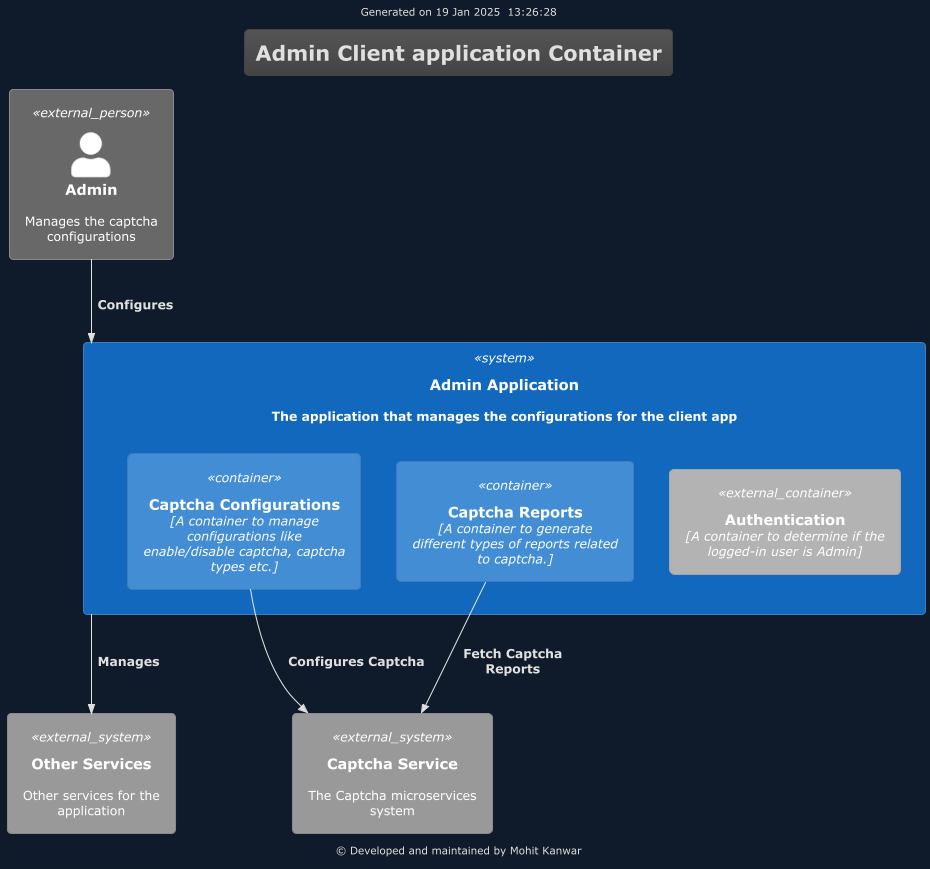 Generated on 19 Jan 2025  13:26:28
Admin Client application Container
«external_person»
Admin
Manages the captcha
configurations
Configures
«system»
Admin Application
The application that manages the configurations for the client app
«container»
Captcha Configurations
[A container to manage
configurations like
enable/disable captcha, captcha
types etc.]
«container»
Captcha Reports
[A container to generate
different types of reports related
to captcha.]
«external_container»
Authentication
[A container to determine if the
logged-in user is Admin]
Manages
Configures Captcha
Fetch Captcha
Reports
«external_system»
Other Services
Other services for the
application
«external_system»
Captcha Service
The Captcha microservices
system
© Developed and maintained by Mohit Kanwar